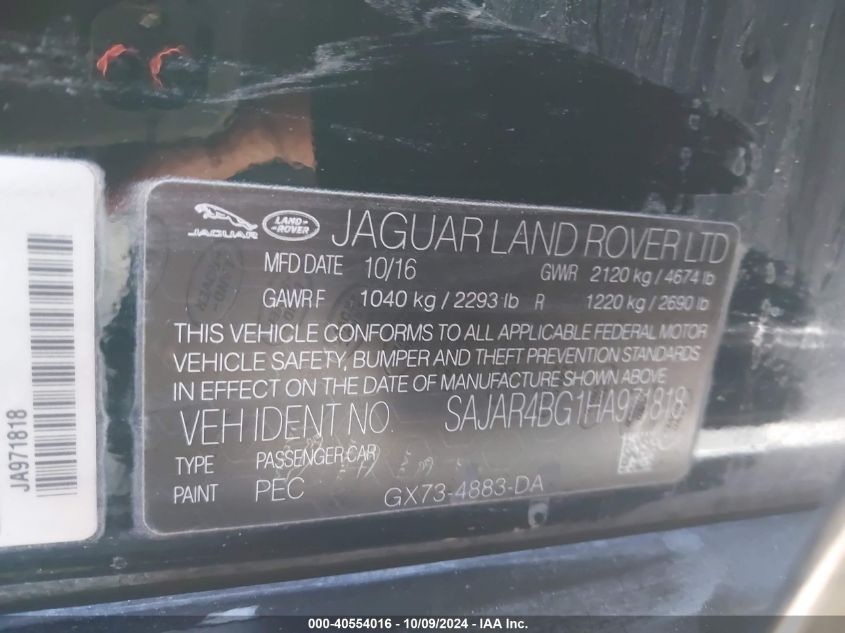 JA971818
JAGUAR
LAND ROVER
JAGUAR LAND ROVER LTD
MFD DATE 10/16 GWR 2120 kg / 4674 lb
GAWR F 1040 kg / 2293 lb R 1220 kg / 2690 lb
THIS VEHICLE CONFORMS TO ALL APPLICABLE FEDERAL MOTOR
VEHICLE SAFETY, BUMPER AND THEFT PREVENTION STANDARDS
IN EFFECT ON THE DATE OF MANUFACTURE SHOWN ABOVE.
VEH IDENT NO. SAJAR4BG1HA971818
TYPE PASSENGER CAR
PAINT PEC GX73-4883-DA
000-40554016 - 10/09/2024 - IAA Inc.